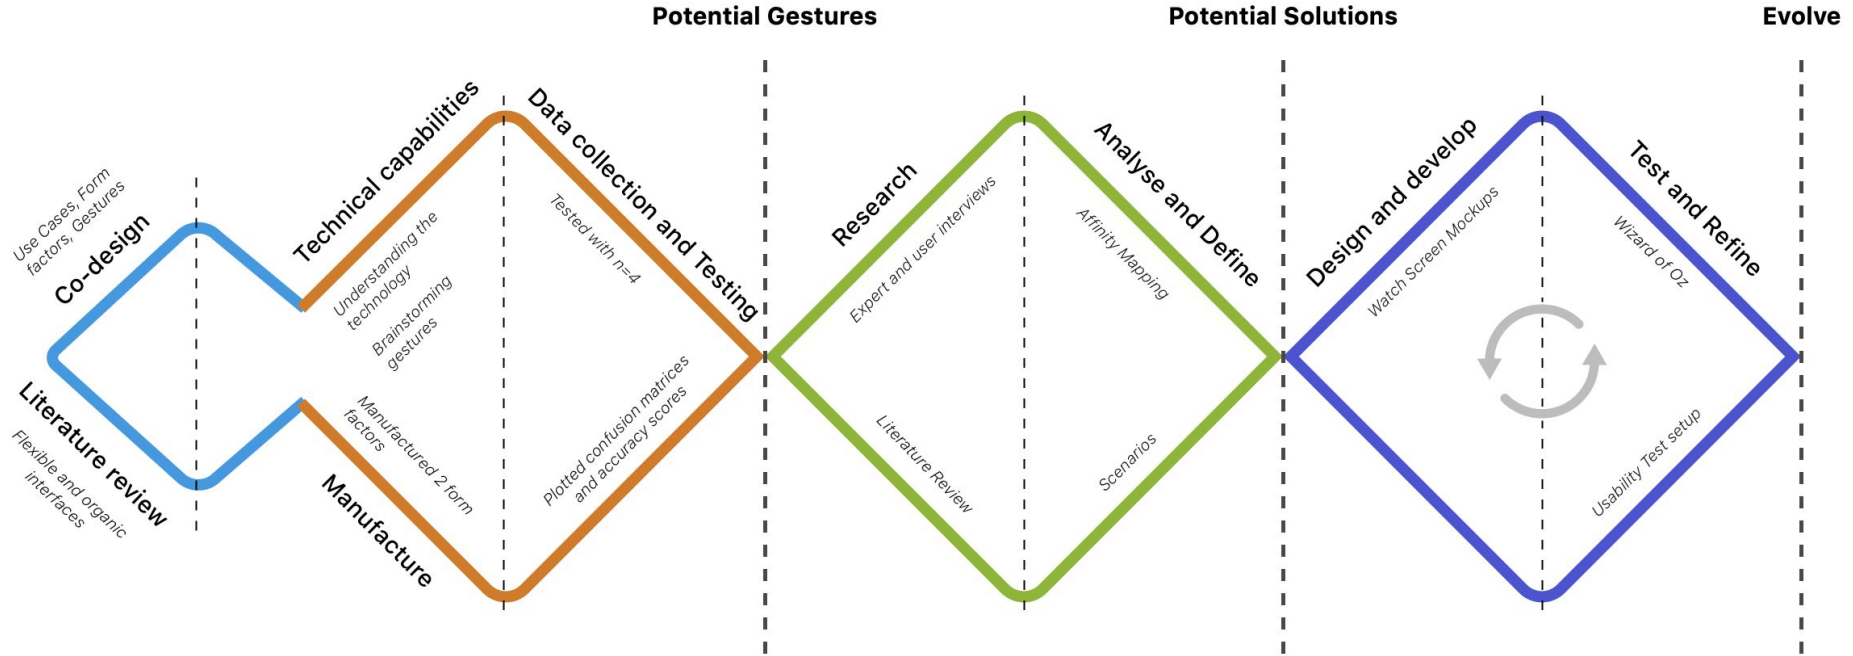 Potential Gestures
Potential Solutions
Evolve
Use Cases, Form
factors, Gestures
Co-design
Literature review
Flexible and organic
interfaces
Technical capabilities
Understanding the
technology
Brainstorming
gestures
Manufactured 2 form
factors
Manufacture
Data collection and Testing
Tested with n=4
Plotted confusion matrices
and accuracy scores
Research
Expert and user interviews
Literature Review
Analyse and Define
Affinity Mapping
Scenarios
Design and develop
Watch Screen Mockups
Test and Refine
Wizard of Oz
Usability Test setup